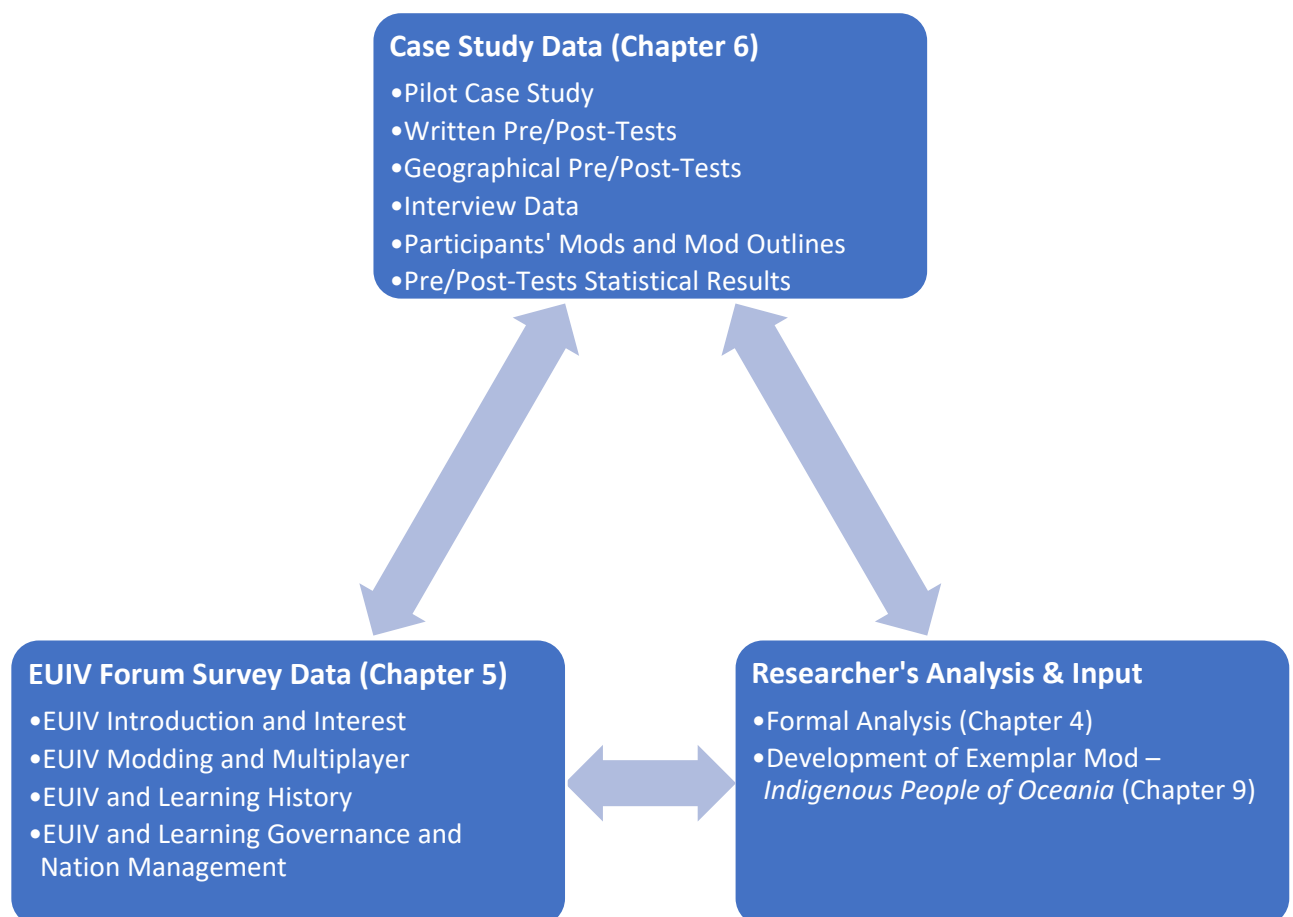 Case Study Data (Chapter 6)
•Pilot Case Study
•Written Pre/Post-Tests
•Geographical Pre/Post-Tests
•Interview Data
•Participants' Mods and Mod Outlines
•Pre/Post-Tests Statistical Results
EUIV Forum Survey Data (Chapter 5)
•EUIV Introduction and Interest
•EUIV Modding and Multiplayer
•EUIV and Learning History
•EUIV and Learning Governance and
Nation Management
Researcher's Analysis & Input
•Formal Analysis (Chapter 4)
•Development of Exemplar Mod –
Indigenous People of Oceania (Chapter 9)